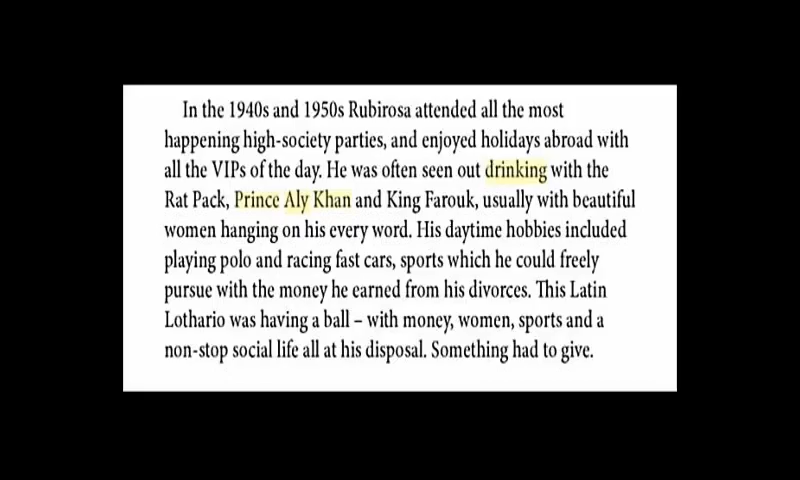 In the 1940s and 1950s Rubirosa attended all the most
happening high-society parties, and enjoyed holidays abroad with
all the VIPs of the day. He was often seen out drinking with the
Rat Pack, Prince Aly Khan and King Farouk, usually with beautiful
women hanging on his every word. His daytime hobbies included
playing polo and racing fast cars, sports which he could freely
pursue with the money he earned from his divorces. This Latin
Lothario was having a ball – with money, women, sports and a
non-stop social life all at his disposal. Something had to give.